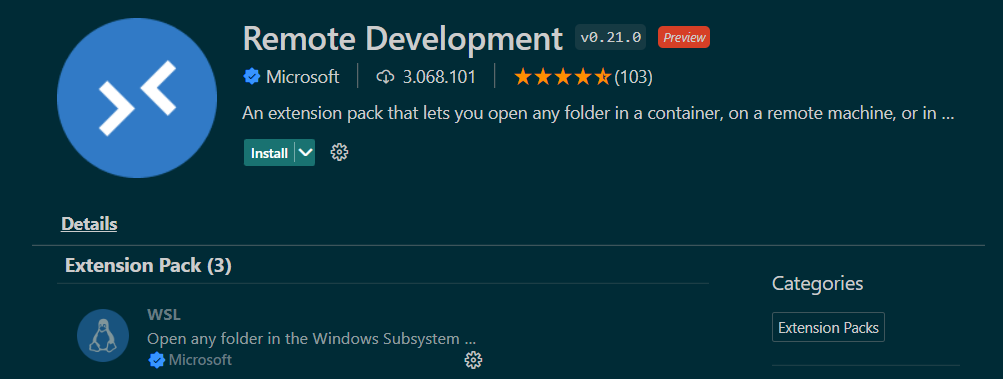 Remote Development v0.21.0 Preview
Microsoft 3.068.101 (103)
An extension pack that lets you open any folder in a container, on a remote machine, or in ...
Install
Details
Extension Pack (3)
WSL
Open any folder in the Windows Subsystem ...
Microsoft
Categories
Extension Packs